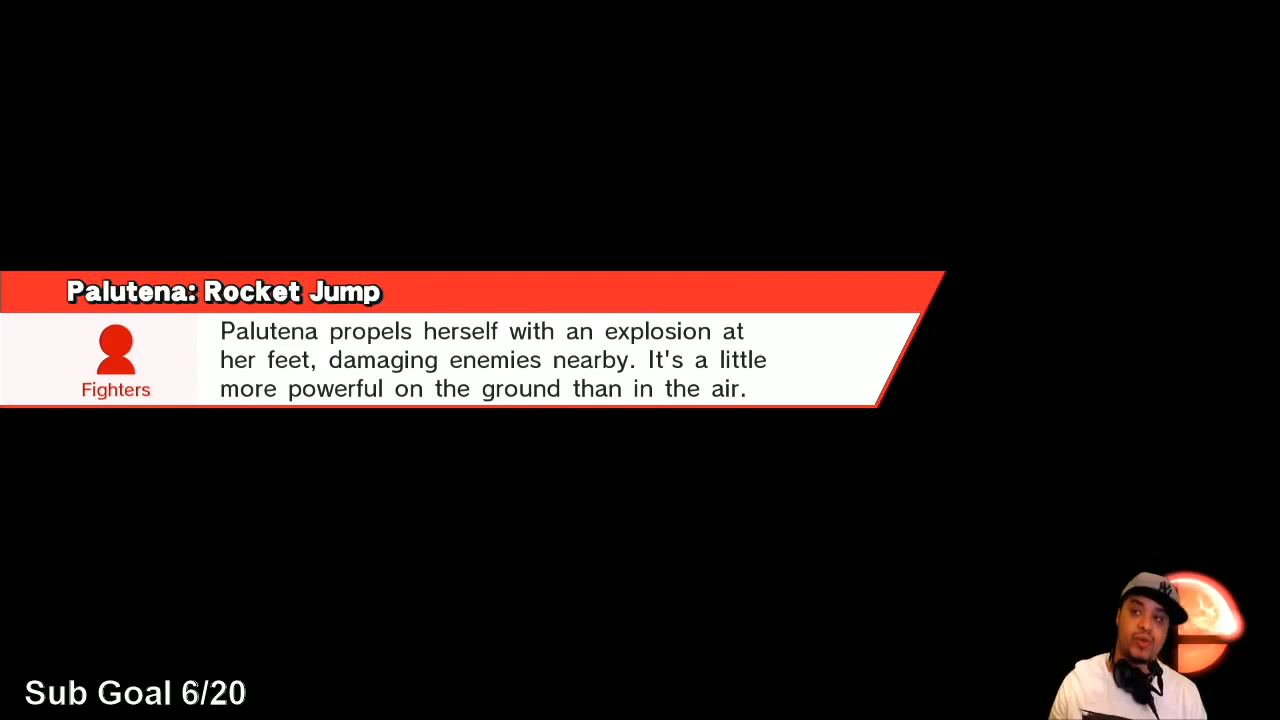 Palutena: Rocket Jump
Fighters
Palutena propels herself with an explosion at
her feet, damaging enemies nearby. It's a little
more powerful on the ground than in the air.
Sub Goal 6/20